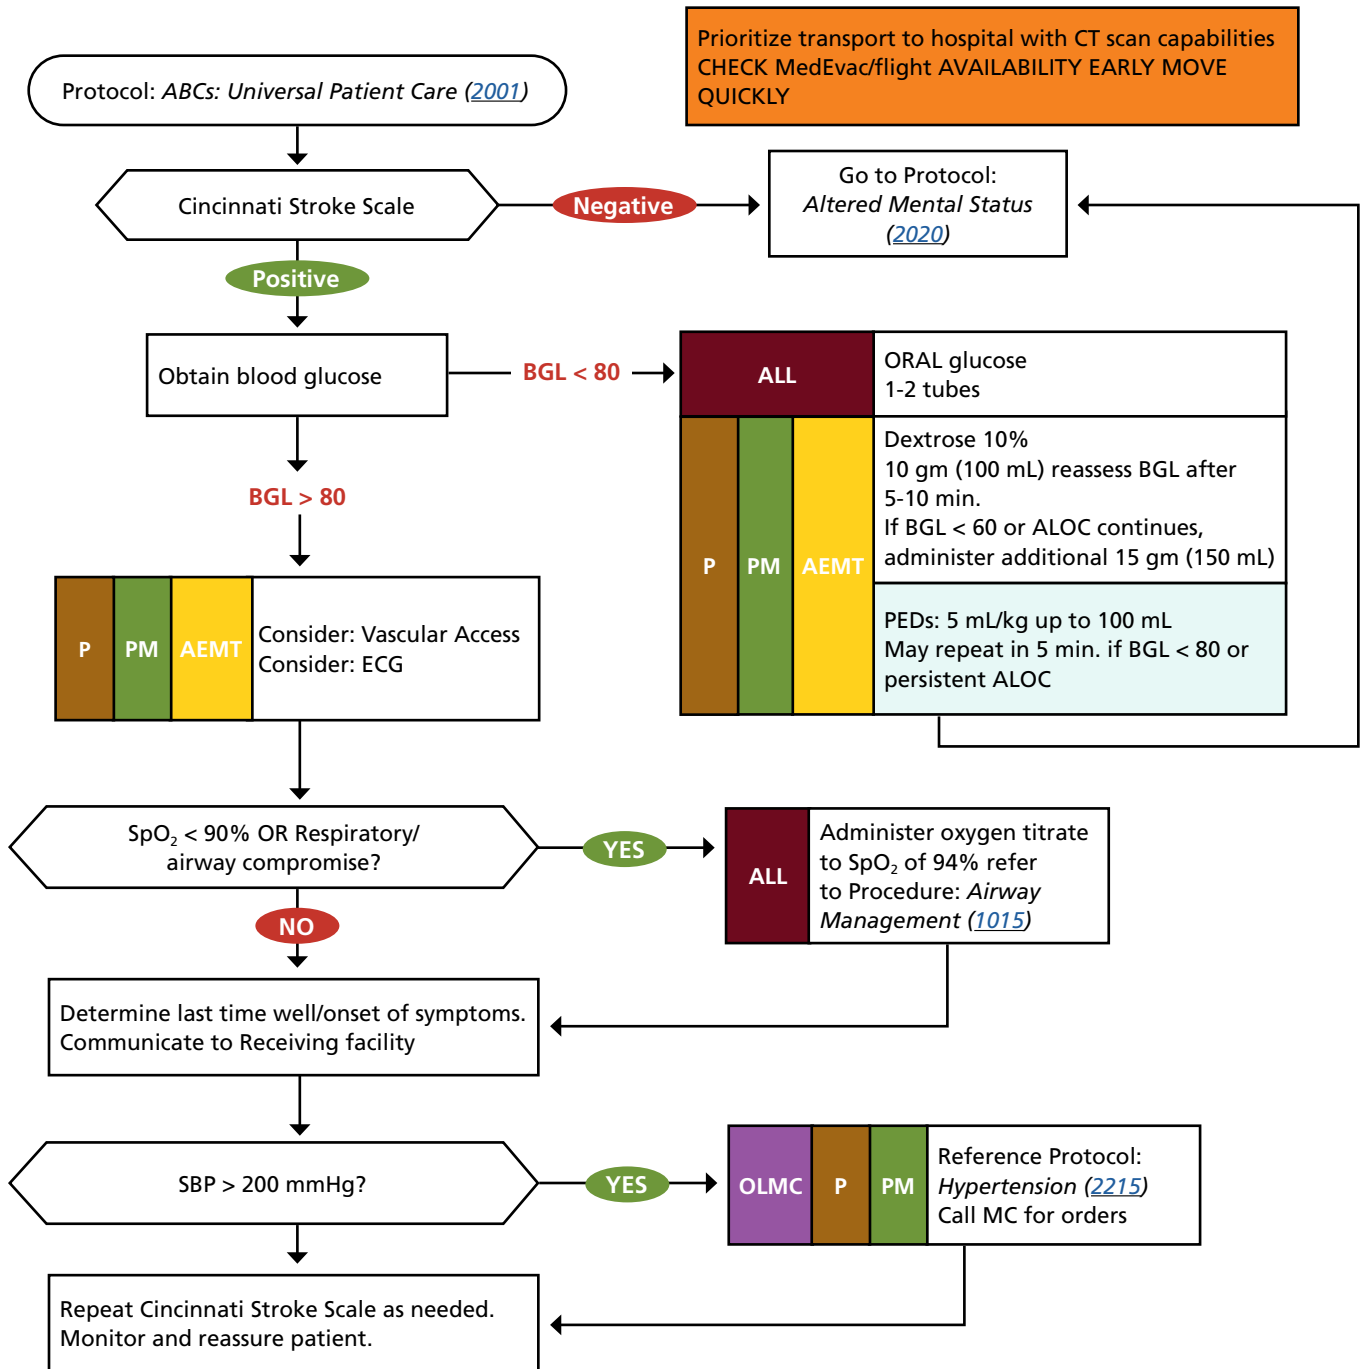 Prioritize transport to hospital with CT scan capabilities
CHECK MedEvac/flight AVAILABILITY EARLY MOVE
QUICKLY
Protocol: ABCs: Universal Patient Care (2001)
Cincinnati Stroke Scale
Negative
Go to Protocol:
Altered Mental Status
(2020)
Positive
Obtain blood glucose
BGL < 80
ALL
ORAL glucose
1-2 tubes
P
PM
AEMT
Dextrose 10%
10 gm (100 mL) reassess BGL after
5-10 min.
If BGL < 60 or ALOC continues,
administer additional 15 gm (150 mL)
PEDs: 5 mL/kg up to 100 mL
May repeat in 5 min. if BGL < 80 or
persistent ALOC
BGL > 80
P
PM
AEMT
Consider: Vascular Access
Consider: ECG
SpO₂ < 90% OR Respiratory/
airway compromise?
YES
ALL
Administer oxygen titrate
to SpO₂ of 94% refer
to Procedure: Airway
Management (1015)
NO
Determine last time well/onset of symptoms.
Communicate to Receiving facility
SBP > 200 mmHg?
YES
OLMC
P
PM
Reference Protocol:
Hypertension (2215)
Call MC for orders
Repeat Cincinnati Stroke Scale as needed.
Monitor and reassure patient.